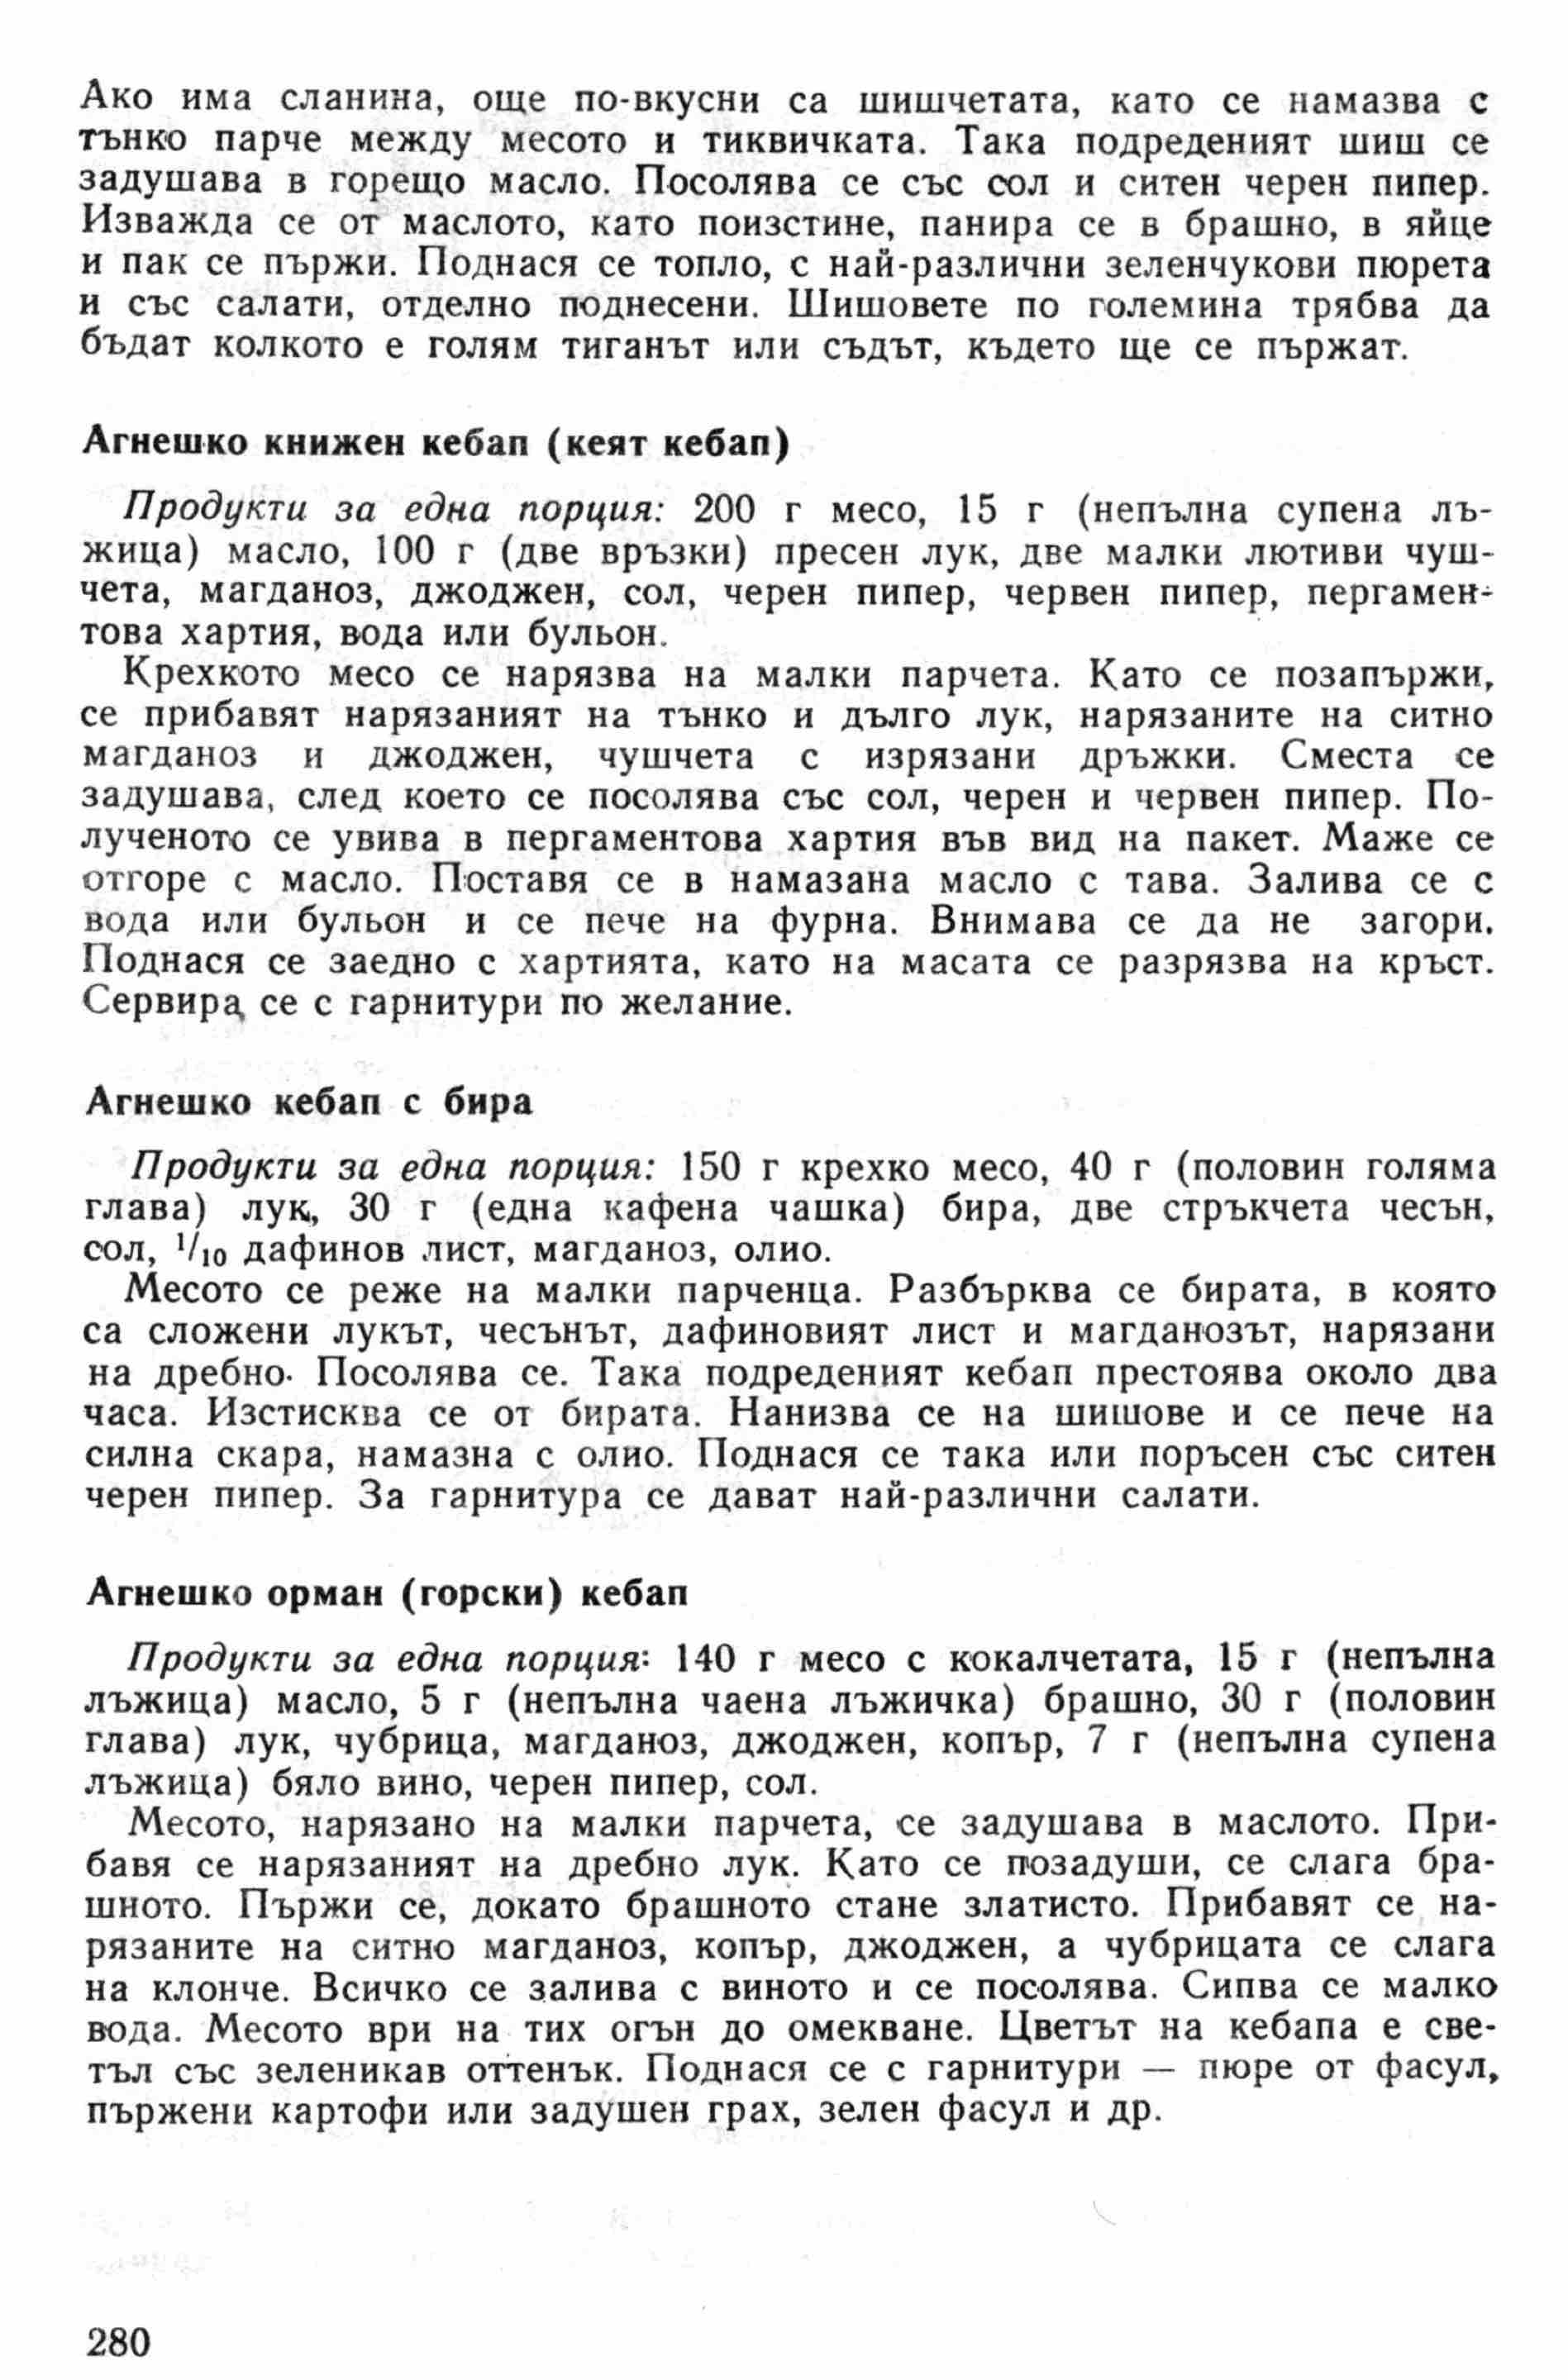 Ако има сланина, още по-вкусни са шишчетата, като се намазва с
тънко парче между месото и тиквичката. Така подреденият шиш се
задушава в горещо масло. Посолява се със сол и ситен черен пипер.
Изважда се от маслото, като поизстине, панира се в брашно, в яйце
и пак се пържи. Поднася се топло, с най-различни зеленчукови пюрета
и със салати, отделно поднесени. Шишовете по големина трябва да
бъдат колкото е голям тиганът или съдът, където ще се пържат.
Агнешко книжен кебап (кеят кебап)
Продукти за една порция: 200 г месо, 15 г (непълна супена лъ-
жица) масло, 100 г (две връзки) пресен лук, две малки лютиви чуш-
чета, магданоз, джоджен, сол, черен пипер, червен пипер, пергамен-
това хартия, вода или бульон.
Крехкото месо се нарязва на малки парчета. Като се позапържи,
се прибавят нарязаният на тънко и дълго лук, нарязаните на ситно
магданоз и джоджен, чушчета с изрязани дръжки. Сместа се
задушава, след което се посолява със сол, черен и червен пипер. По-
лученото се увива в пергаментова хартия във вид на пакет. Маже се
отгоре с масло. Поставя се в намазана масло с тава. Залива се с
вода или бульон и се пече на фурна. Внимава се да не загори.
Поднася се заедно с хартията, като на масата се разрязва на кръст.
Сервира се с гарнитури по желание.
Агнешко кебап с бира
Продукти за една порция: 150 г крехко месо, 40 г (половин голяма
глава) лук, 30 г (една кафена чашка) бира, две стръкчета чесън,
сол, 1/10 дафинов лист, магданоз, олио.
Месото се реже на малки парченца. Разбърква се бирата, в която
са сложени лукът, чесънът, дафиновият лист и магданозът, нарязани
на дребно. Посолява се. Така подреденият кебап престоява около два
часа. Изстисква се от бирата. Нанизва се на шишове и се пече на
силна скара, намазна с олио. Поднася се така или поръсен със ситен
черен пипер. За гарнитура се дават най-различни салати.
Агнешко орман (горски) кебап
Продукти за една порция: 140 г месо с кокалчетата, 15 г (непълна
лъжица) масло, 5 г (непълна чаена лъжичка) брашно, 30 г (половин
глава) лук, чубрица, магданоз, джоджен, копър, 7 г (непълна супена
лъжица) бяло вино, черен пипер, сол.
Месото, нарязано на малки парчета, се задушава в маслото. При-
бавя се нарязаният на дребно лук. Като се позадуши, се слага бра-
шното. Пържи се, докато брашното стане златисто. Прибавят се на-
рязаните на ситно магданоз, копър, джоджен, а чубрицата се слага
на клонче. Всичко се залива с виното и се посолява. Сипва се малко
вода. Месото ври на тих огън до омекване. Цветът на кебапа е све-
тъл със зеленикав оттенък. Поднася се с гарнитури — пюре от фасул,
пържени картофи или задушен грах, зелен фасул и др.
280